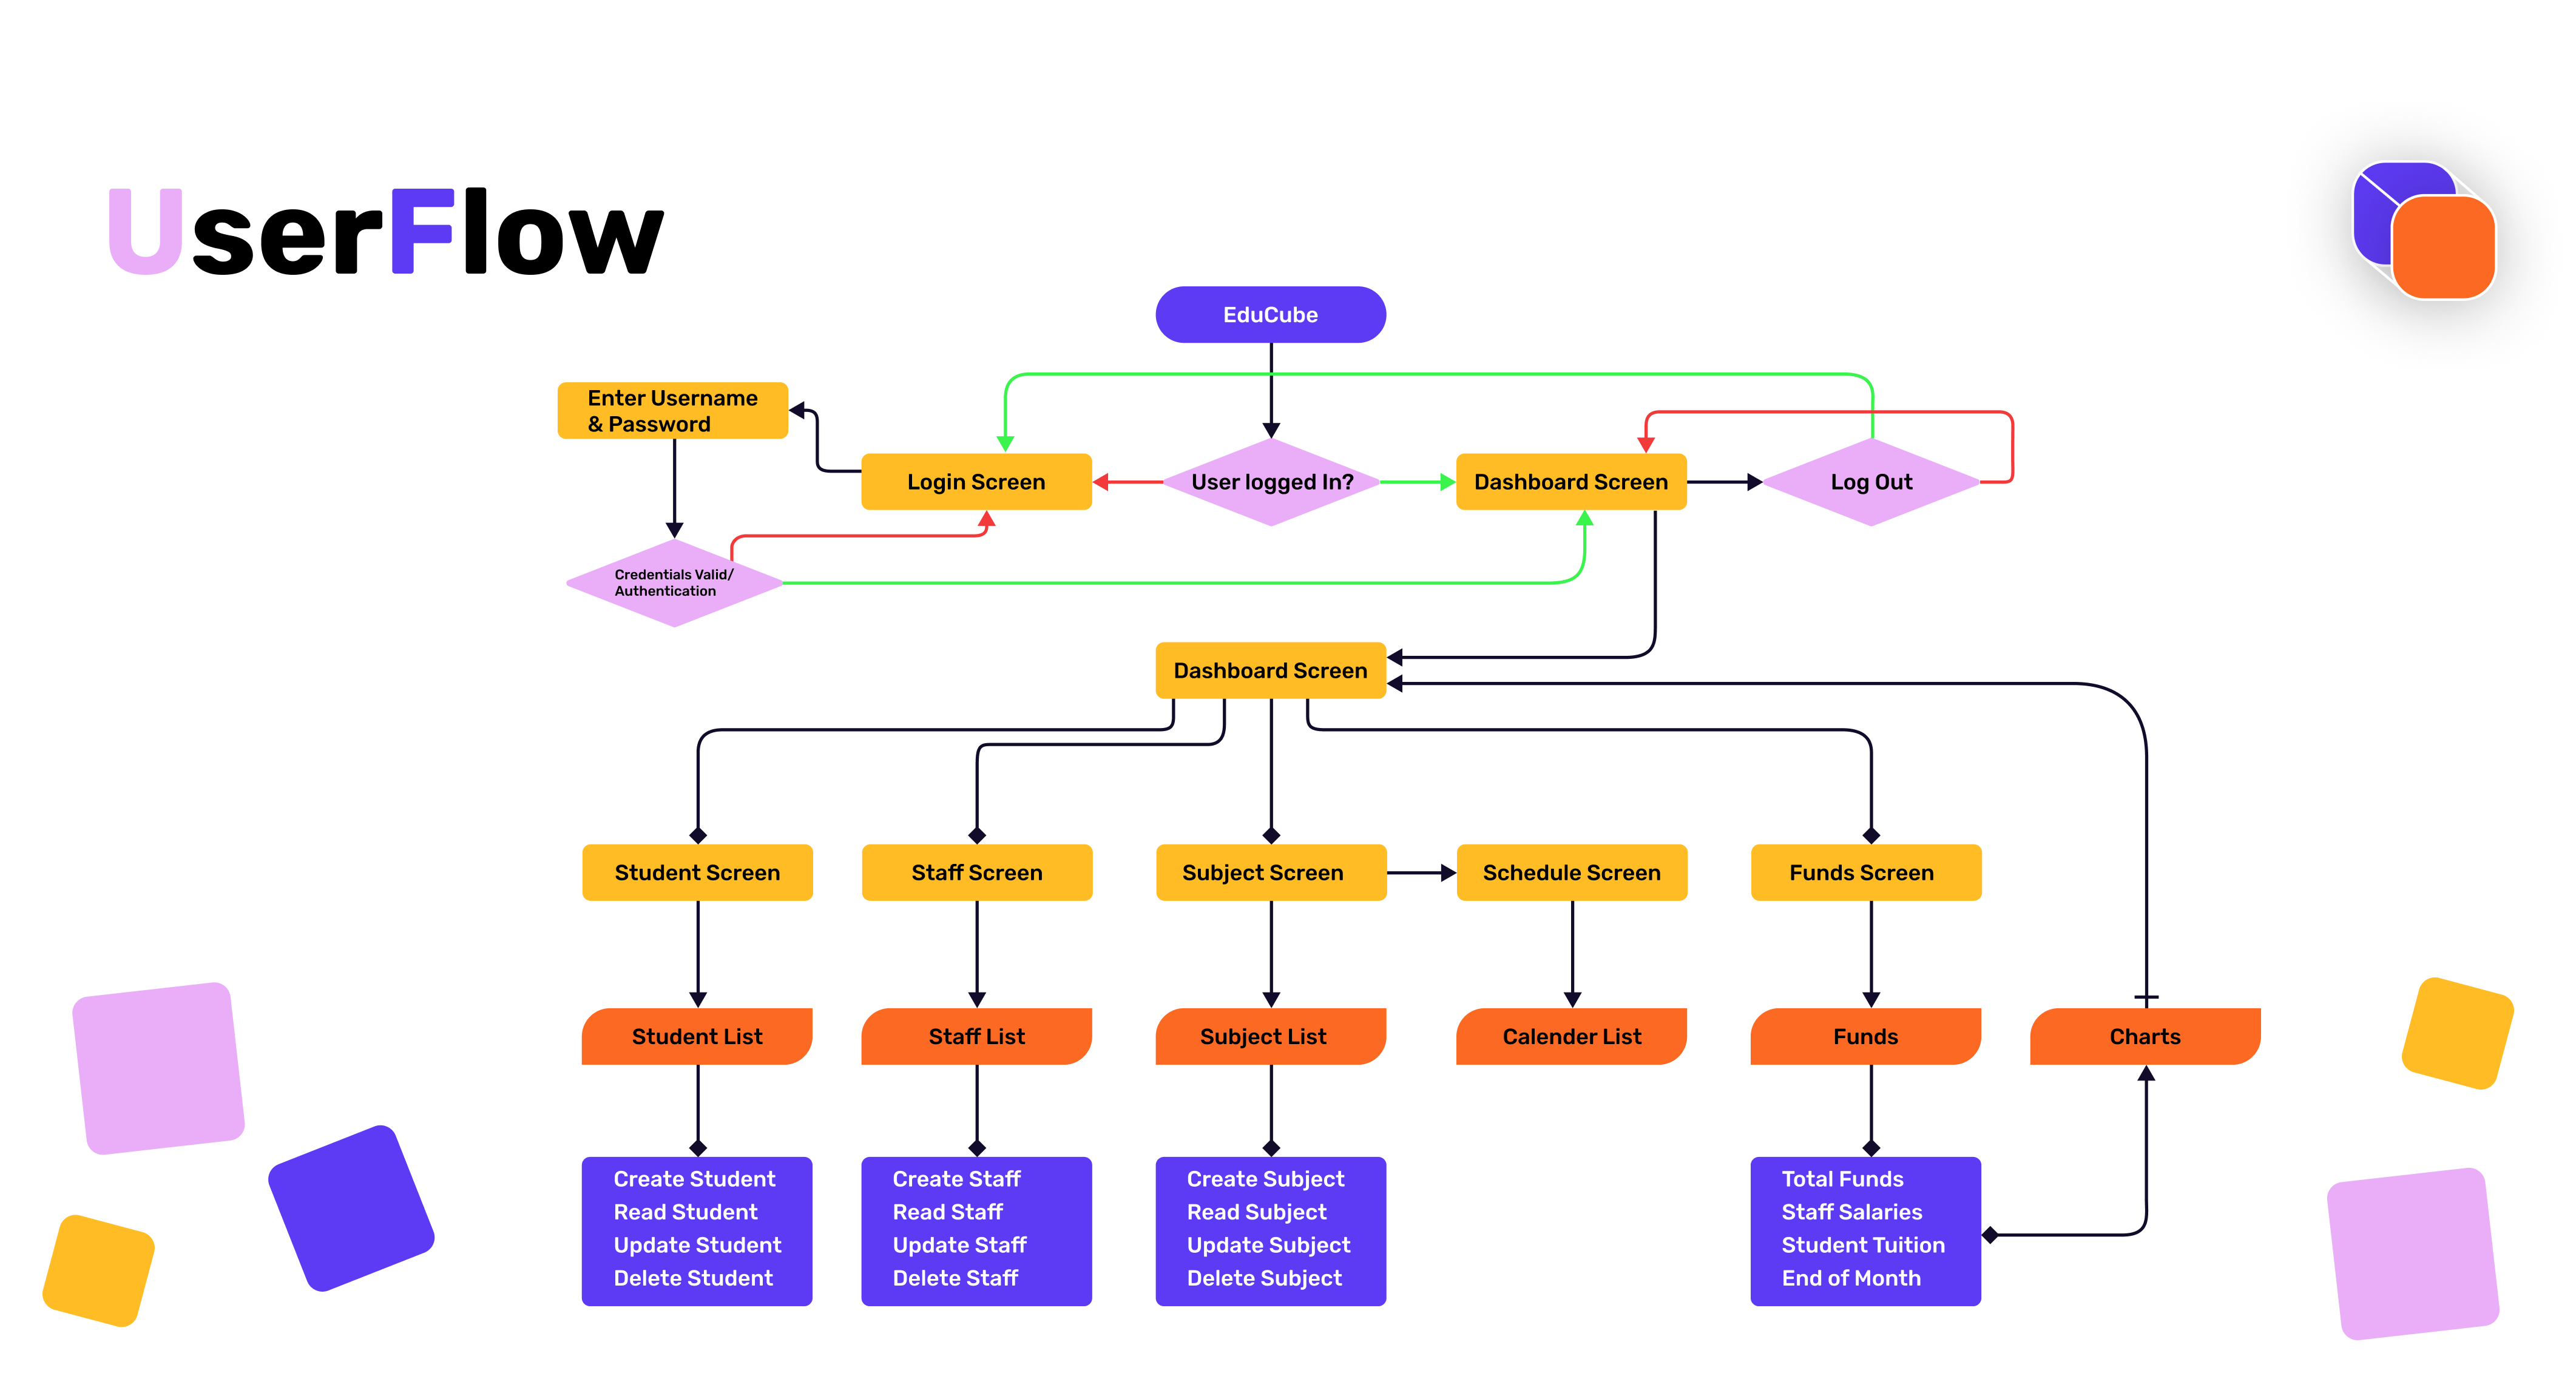 UserFlow
EduCube
Enter Username
& Password
Login Screen
User logged In?
Dashboard Screen
Log Out
Credentials Valid/
Authentication
Dashboard Screen
Student Screen
Staff Screen
Subject Screen
Schedule Screen
Funds Screen
Student List
Staff List
Subject List
Calender List
Funds
Charts
Create Student
Read Student
Update Student
Delete Student
Create Staff
Read Staff
Update Staff
Delete Staff
Create Subject
Read Subject
Update Subject
Delete Subject
Total Funds
Staff Salaries
Student Tuition
End of Month